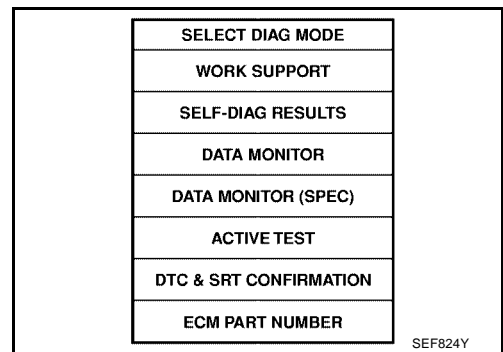 SELECT DIAG MODE
WORK SUPPORT
SELF-DIAG RESULTS
DATA MONITOR
DATA MONITOR (SPEC)
ACTIVE TEST
DTC & SRT CONFIRMATION
ECM PART NUMBER
SEF824Y